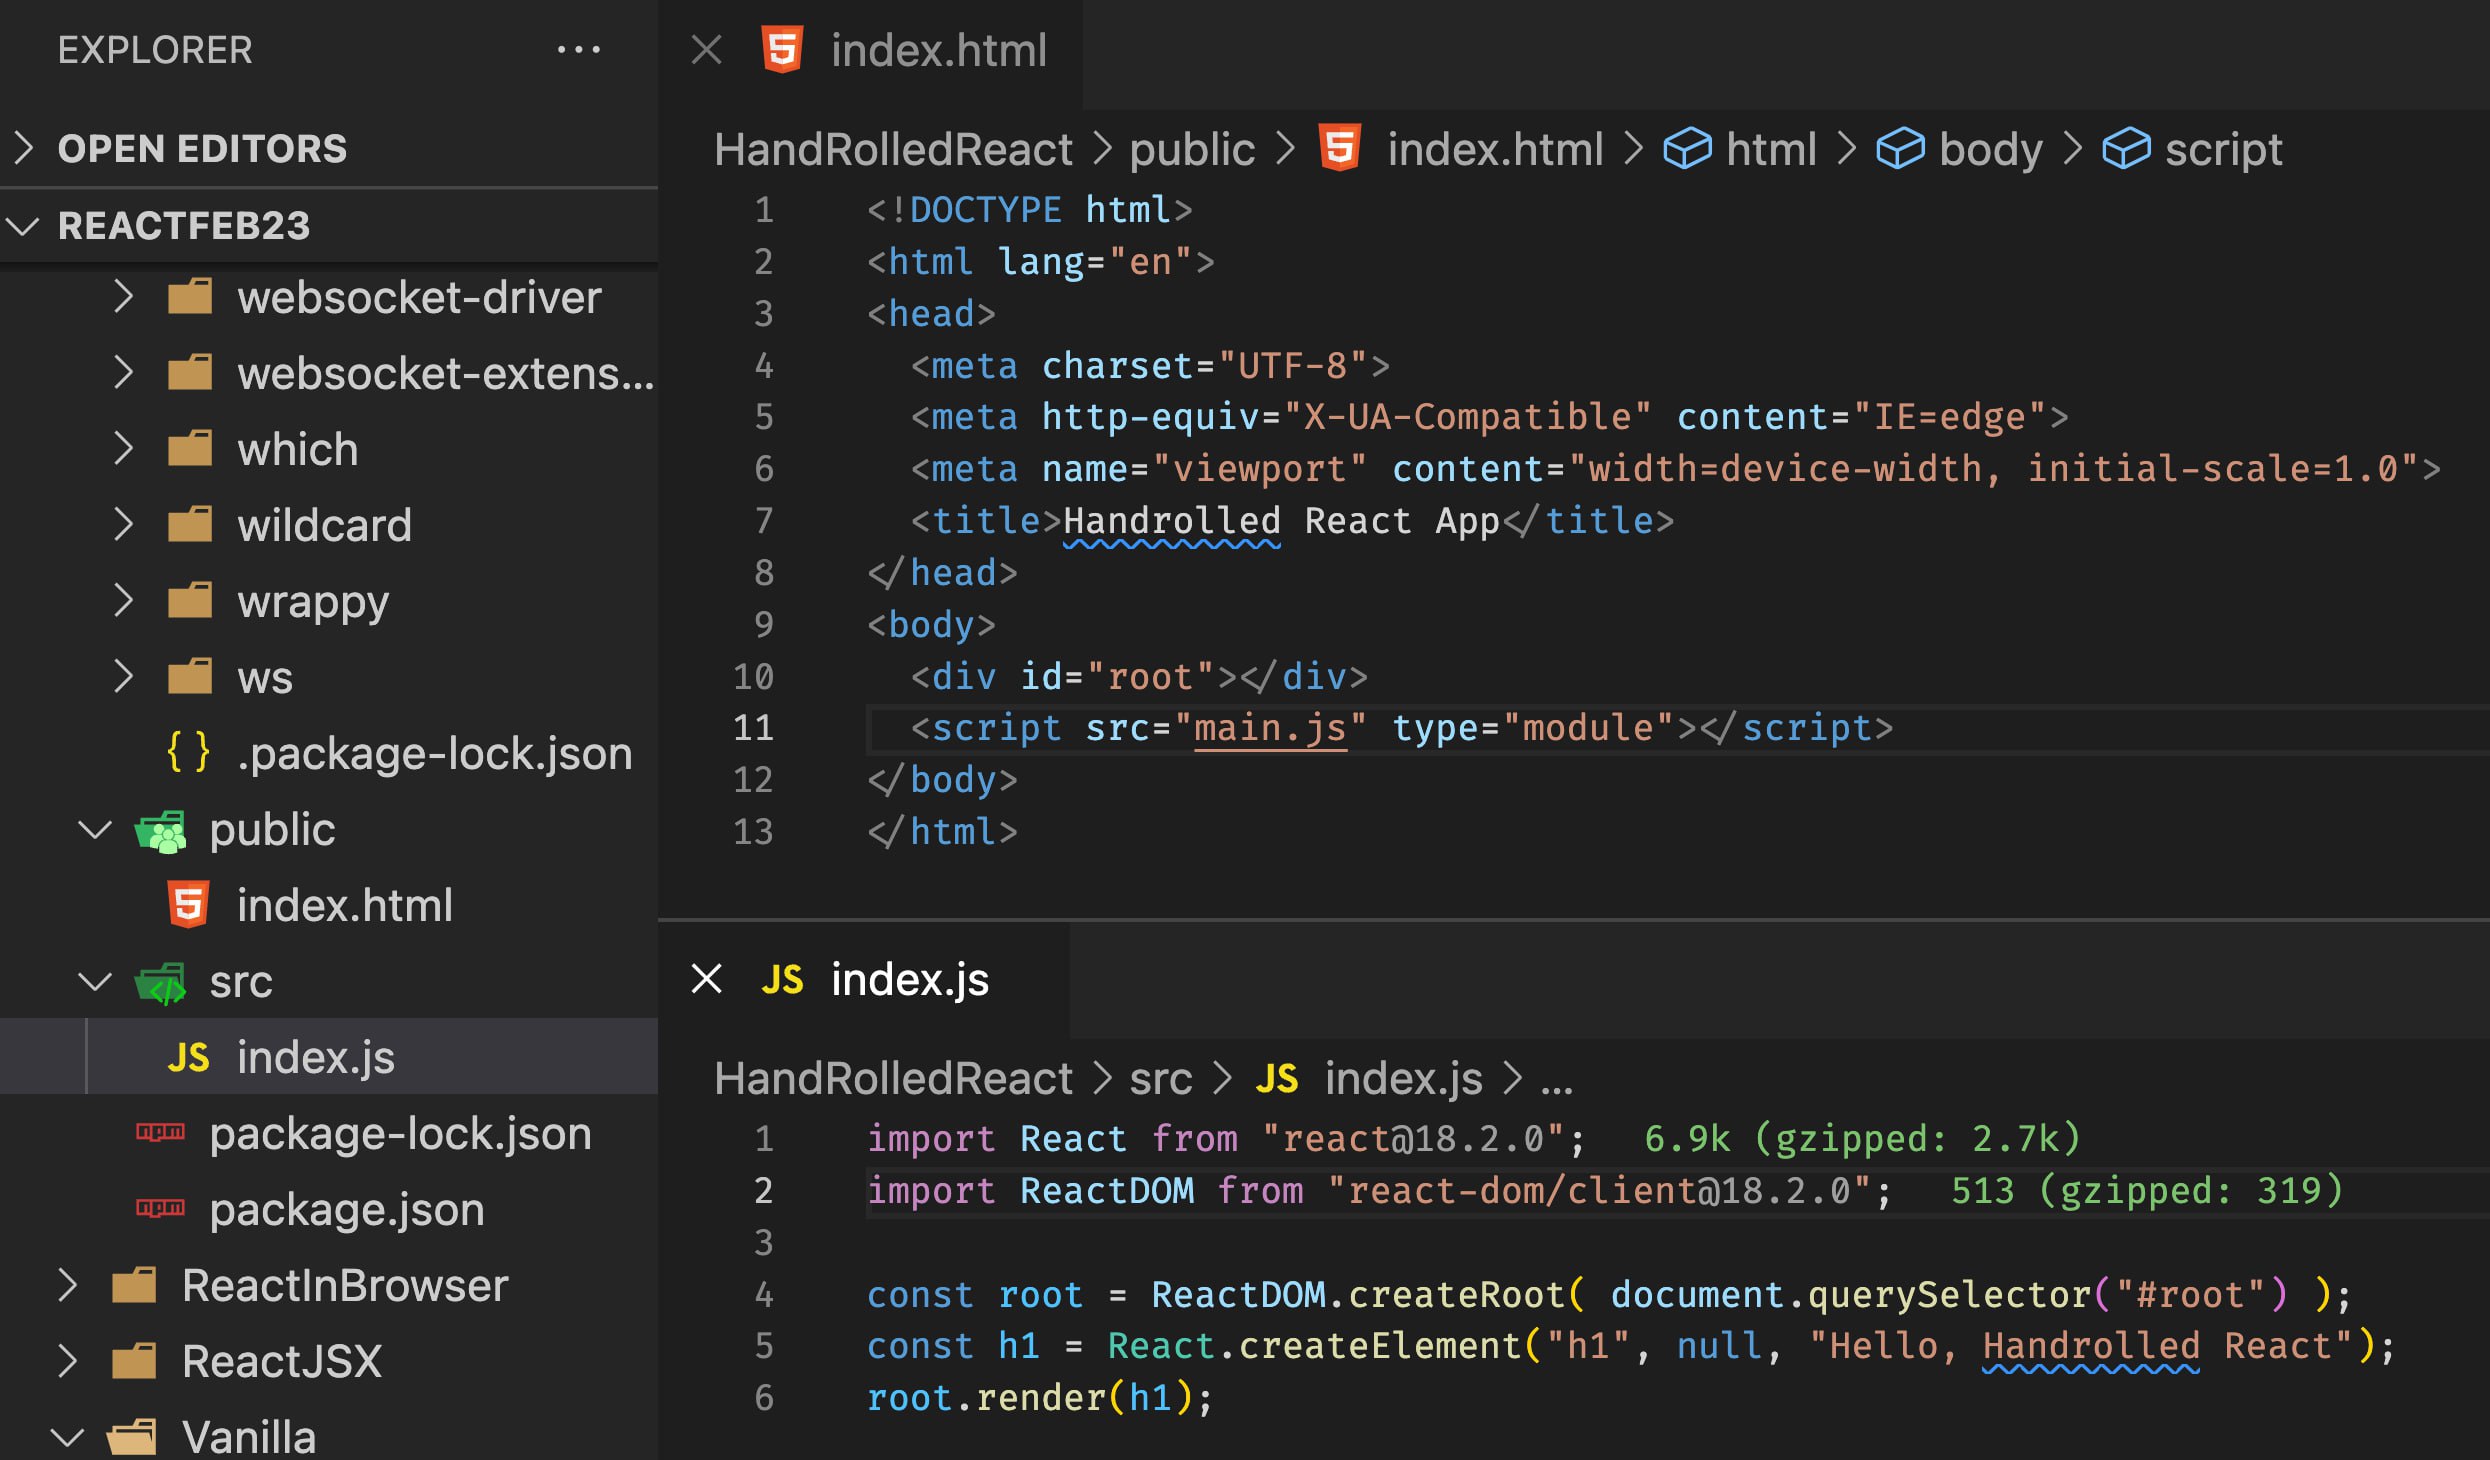 EXPLORER ...
OPEN EDITORS
REACTFEB23
websocket-driver
websocket-extens...
which
wildcard
wrappy
ws
{ } .package-lock.json
public
index.html
src
JS index.js
package-lock.json
package.json
ReactInBrowser
ReactJSX
Vanilla
index.html
HandRolledReact > public > index.html > html > body > script
1 <!DOCTYPE html>
2 <html lang="en">
3 <head>
4 <meta charset="UTF-8">
5 <meta http-equiv="X-UA-Compatible" content="IE=edge">
6 <meta name="viewport" content="width=device-width, initial-scale=1.0">
7 <title>Handrolled React App</title>
8 </head>
9 <body>
10 <div id="root"></div>
11 <script src="main.js" type="module"></script>
12 </body>
13 </html>
JS index.js
HandRolledReact > src > JS index.js > ...
1 import React from "react@18.2.0"; 6.9k (gzipped: 2.7k)
2 import ReactDOM from "react-dom/client@18.2.0"; 513 (gzipped: 319)
3
4 const root = ReactDOM.createRoot( document.querySelector("#root") );
5 const h1 = React.createElement("h1", null, "Hello, Handrolled React");
6 root.render(h1);